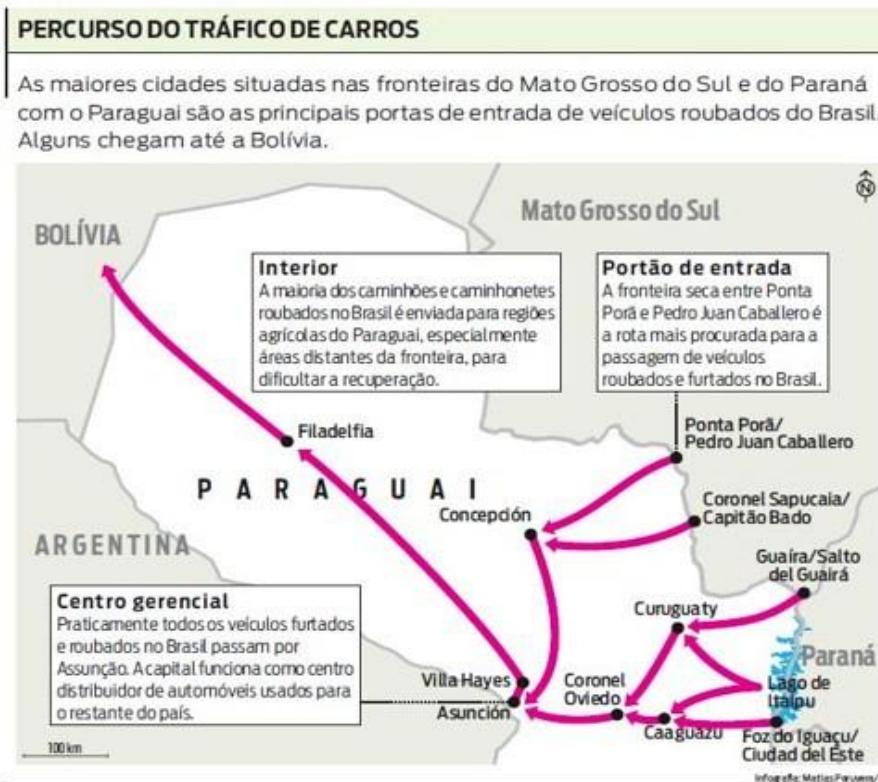 PERCURSO DO TRÁFICO DE CARROS
As maiores cidades situadas nas fronteiras do Mato Grosso do Sul e do Paraná
com o Paraguai são as principais portas de entrada de veículos roubados do Brasil.
Alguns chegam até a Bolívia.
N
Mato Grosso do Sul
BOLÍVIA
Interior
A maioria dos caminhões e caminhonetes
roubados no Brasil é enviada para regiões
agrícolas do Paraguai, especialmente
áreas distantes da fronteira, para
dificultar a recuperação.
Portão de entrada
A fronteira seca entre Ponta
Porã e Pedro Juan Caballero é
a rota mais procurada para a
passagem de veículos
roubados e furtados no Brasil.
Filadelfia
Ponta Porã/
Pedro Juan Caballero
PARAGUAI
Concepción
Coronel Sapucaia/
Capitão Bado
ARGENTINA
Guaíra/Salto
del Guairá
Centro gerencial
Praticamente todos os veículos furtados
e roubados no Brasil passam por
Assunção. A capital funciona como centro
distribuidor de automóveis usados para
o restante do país.
Curuguaty
Paraná
Villa Hayes
Asunción
Coronel
Oviedo
Caaguazu
Lago de
Itaipu
Foz do Iguaçu/
Ciudad del Este
100 km
Infografia: Matias